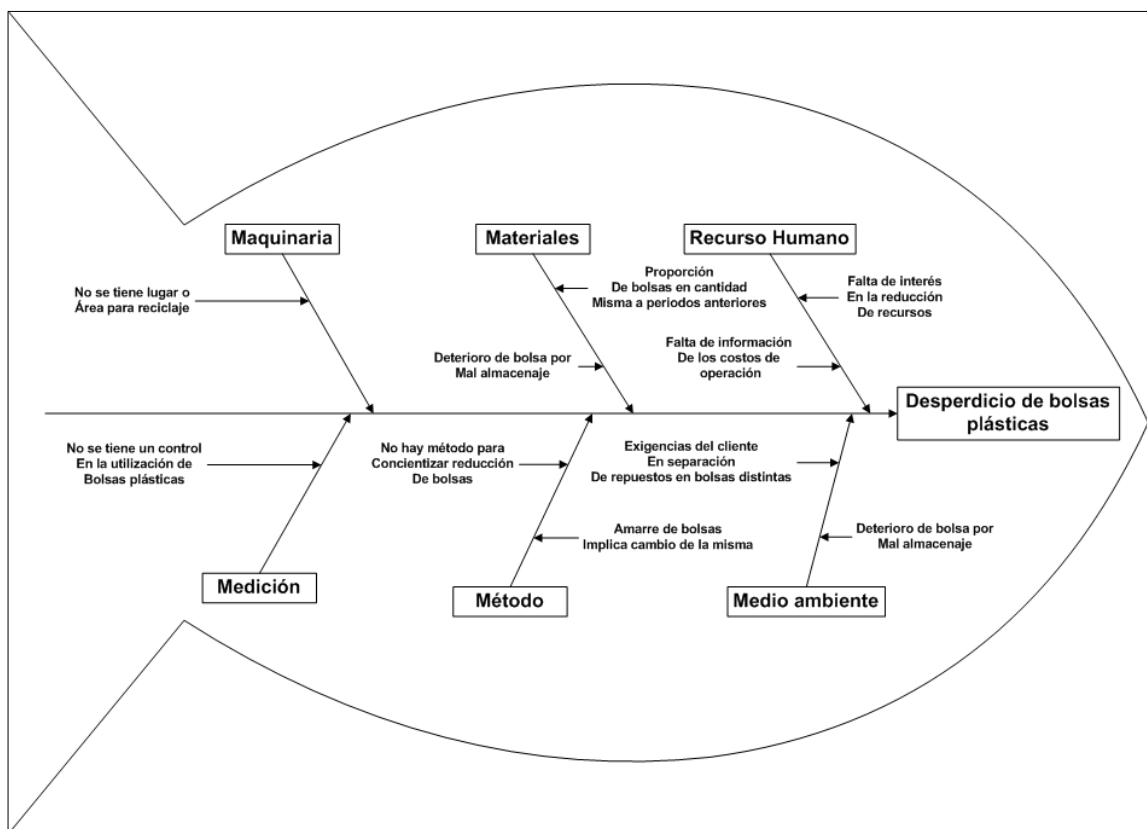 Maquinaria
Materiales
Recurso Humano
No se tiene lugar o
Área para reciclaje
Proporción
De bolsas en cantidad
Misma a periodos anteriores
Falta de interés
En la reducción
De recursos
Deterioro de bolsa por
Mal almacenaje
Falta de información
De los costos de
operación
Desperdicio de bolsas
plásticas
No se tiene un control
En la utilización de
Bolsas plásticas
No hay método para
Concientizar reducción
De bolsas
Exigencias del cliente
En separación
De repuestos en bolsas distintas
Amarre de bolsas
Implica cambio de la misma
Deterioro de bolsa por
Mal almacenaje
Medición
Método
Medio ambiente